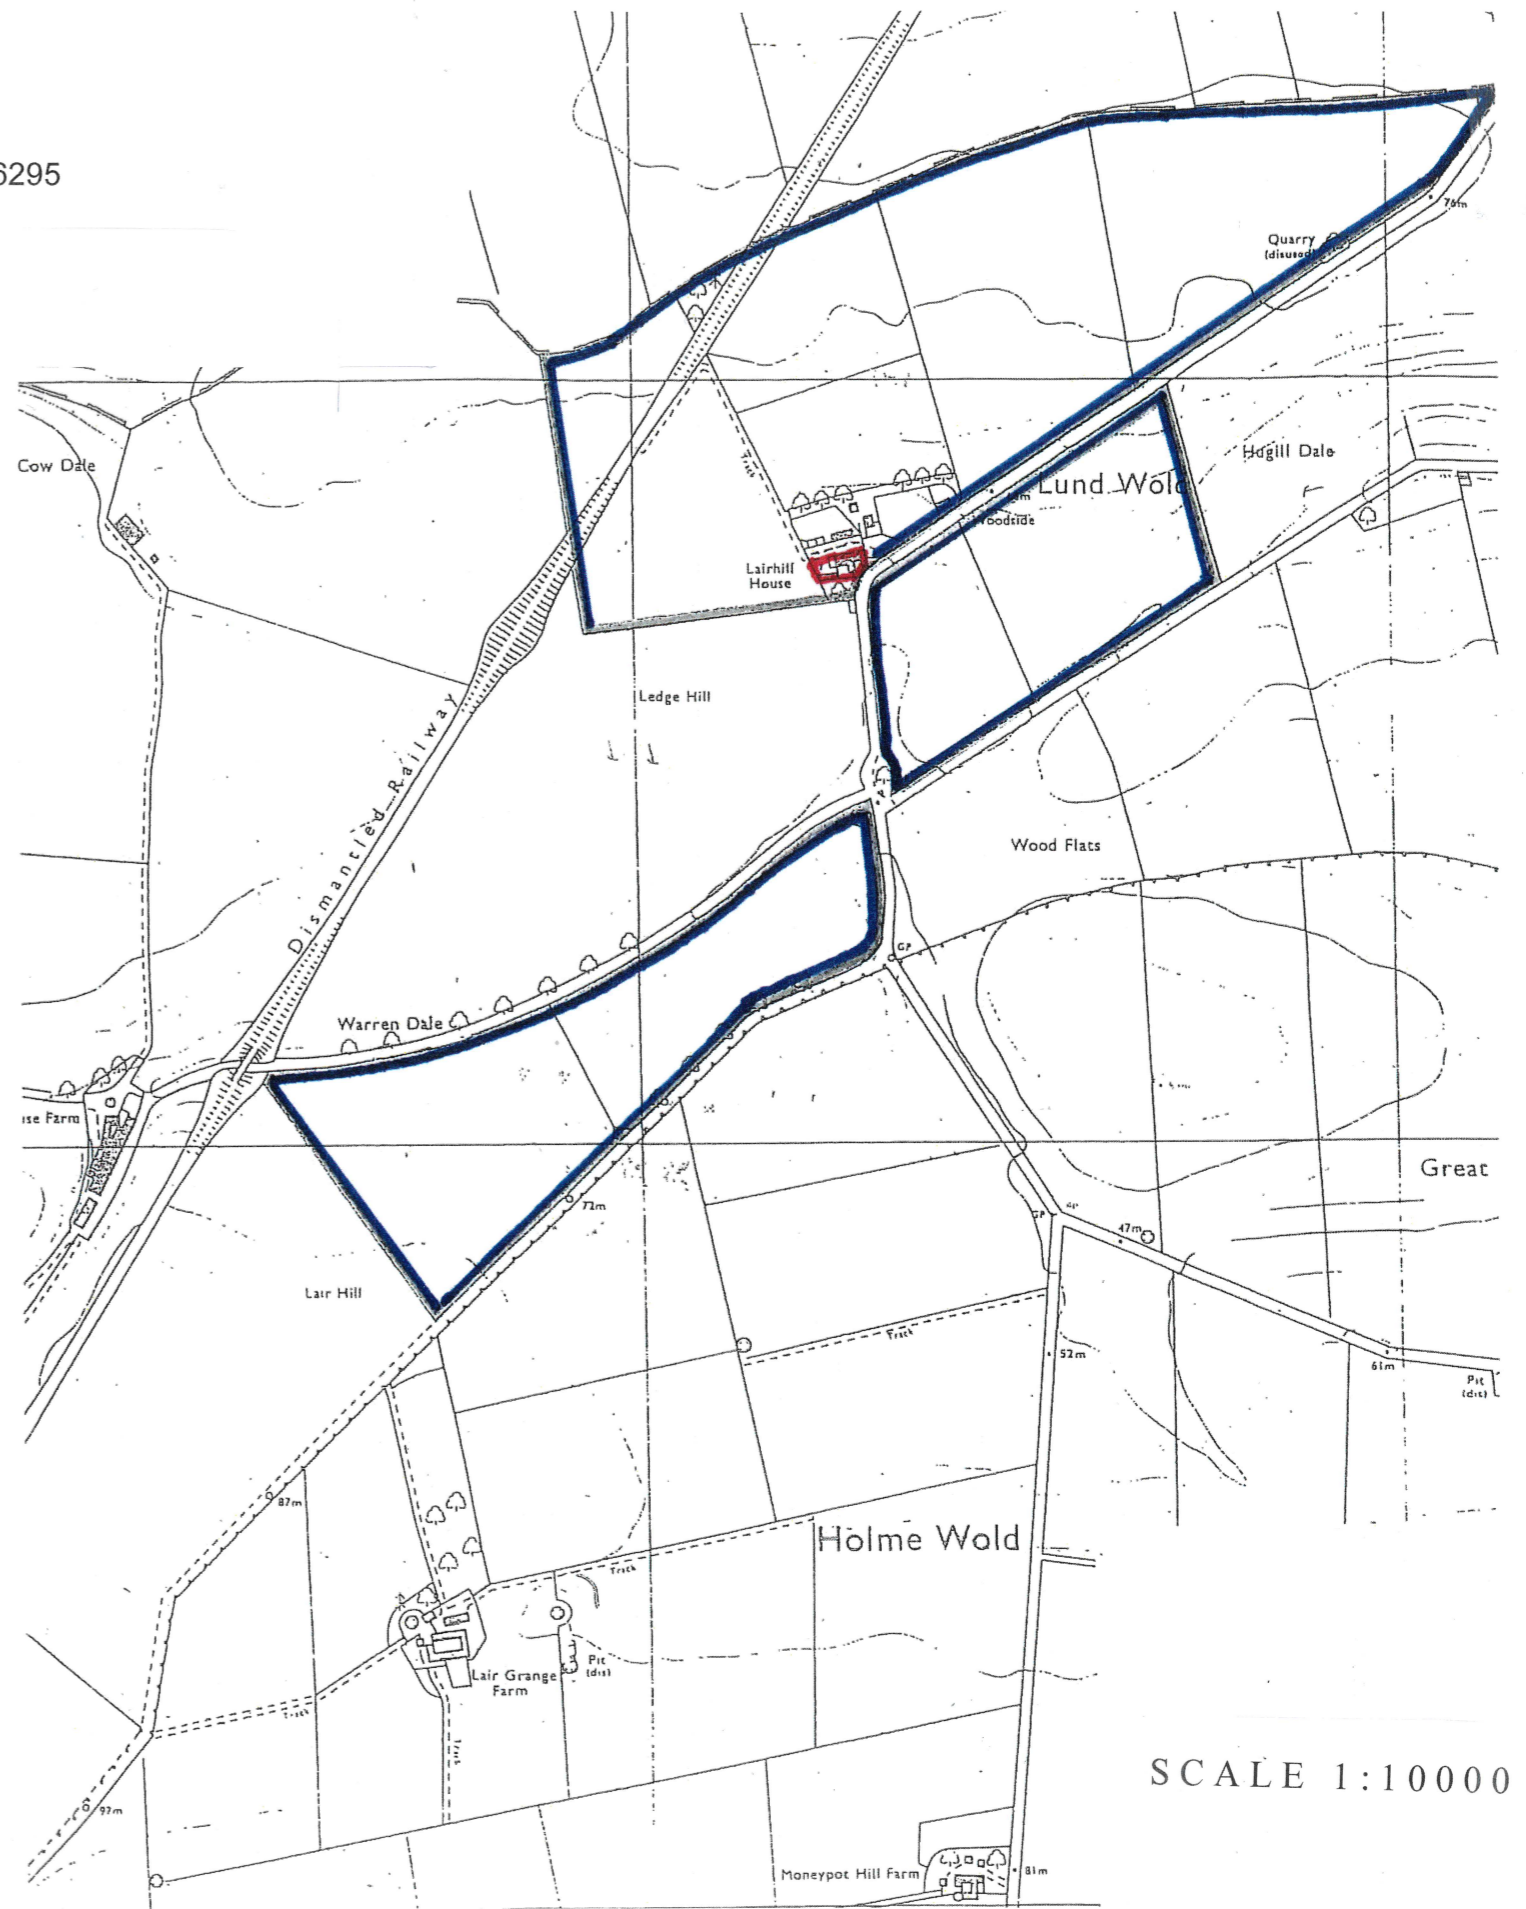 6295
76m
Quarry
(disused)
Cow Dale
Hugill Dale
Track
Lund Wold
Woodside
Lairhill
House
Ledge Hill
Dismantled Railway
Wood Flats
GP
Warren Dale
se Farm
Great
72m
GP
47m
Lair Hill
Track
52m
61m
Pit
(dis)
87m
Holme Wold
Track
Pit
(dis)
Lair Grange
Farm
Track
Track
SCALE 1:10000
Moneypot Hill Farm
81m